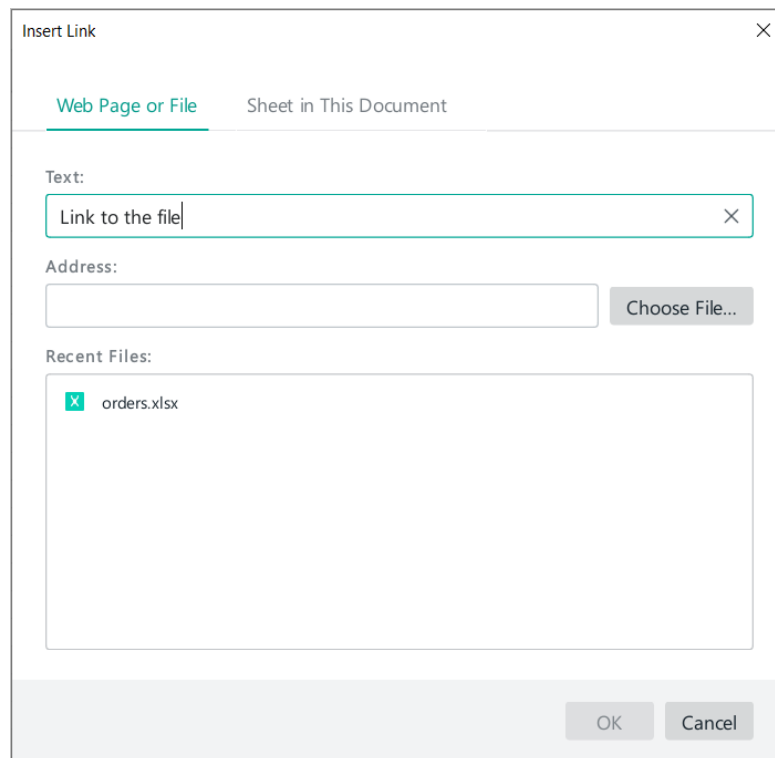 Insert Link
Web Page or File Sheet in This Document
Text:
Link to the file
Address:
Choose File...
Recent Files:
X orders.xlsx
OK Cancel